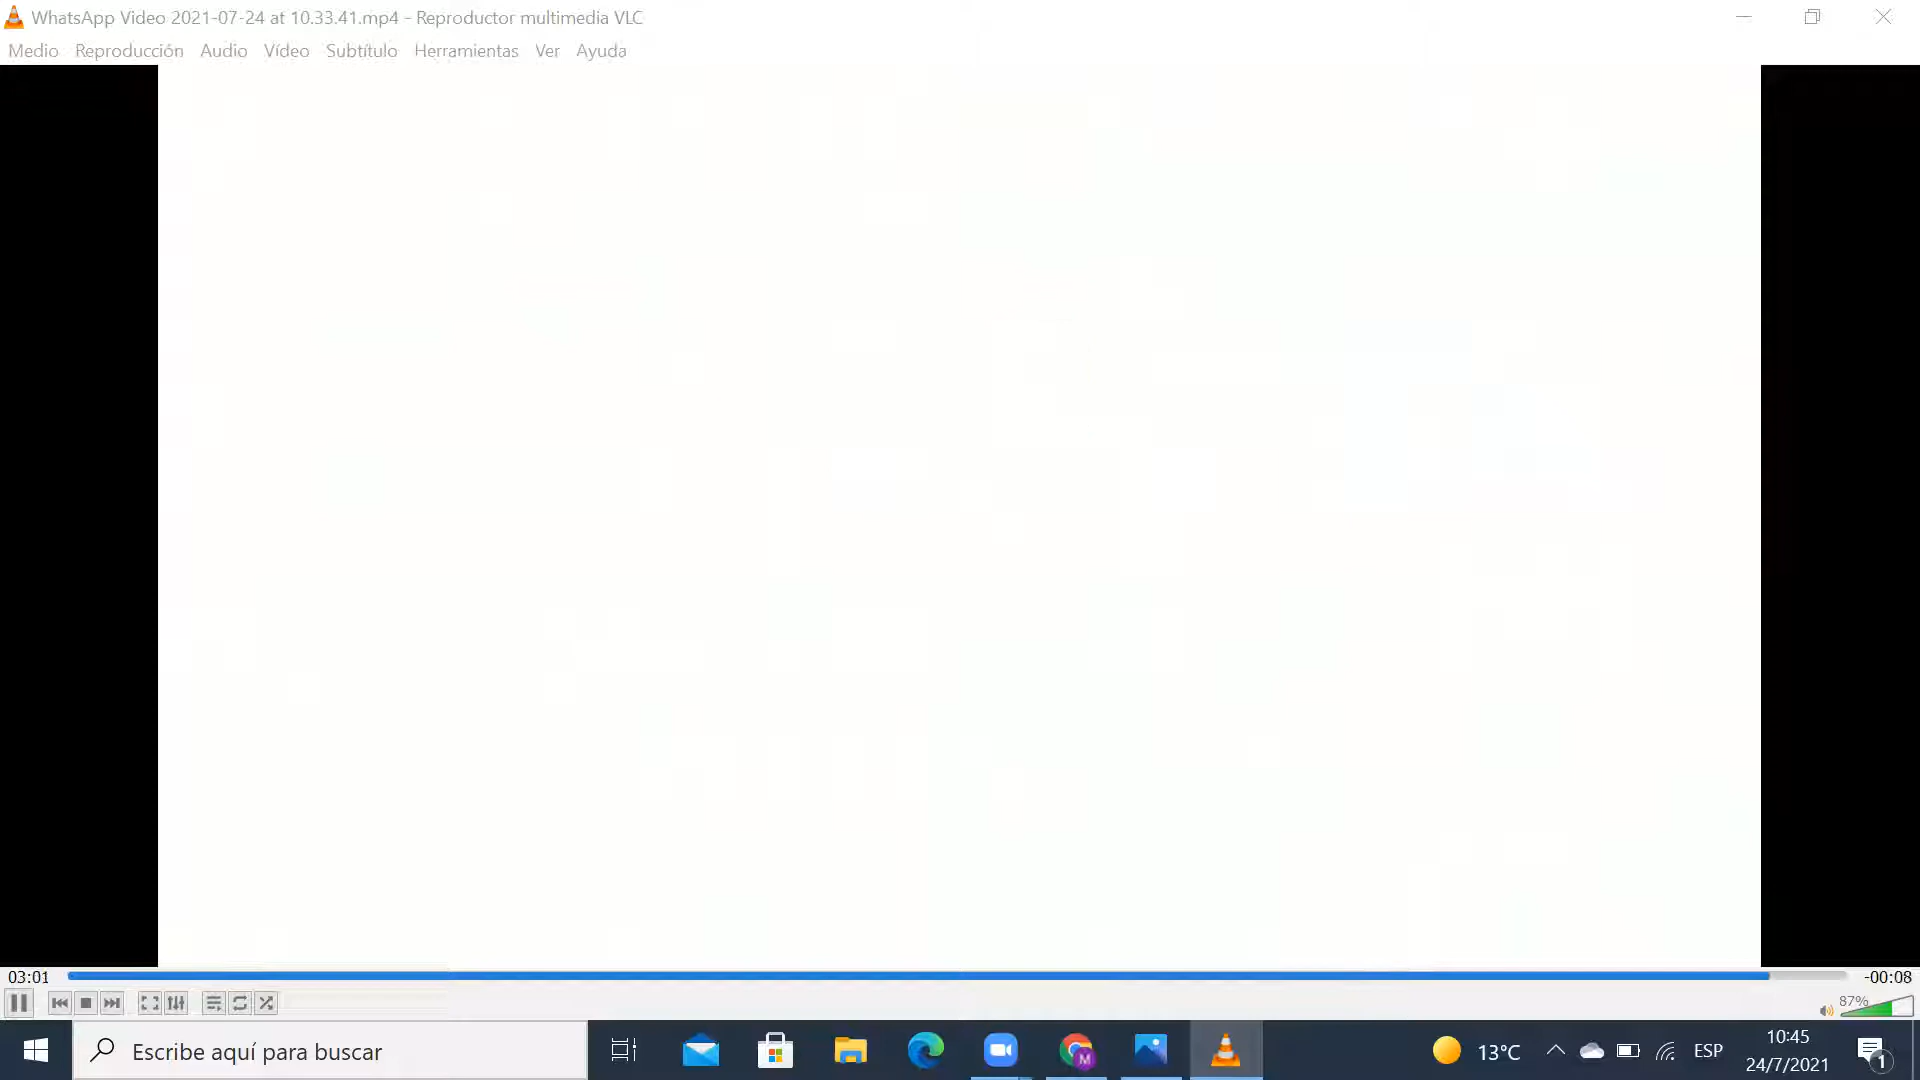 WhatsApp Video 2021-07-24 at 10.33.41.mp4 - Reproductor multimedia VLC
Medio Reproducción Audio Vídeo Subtítulo Herramientas Ver Ayuda
03:01 -00:08
87%
Escribe aquí para buscar
M
13°C ESP
10:45
24/7/2021
1